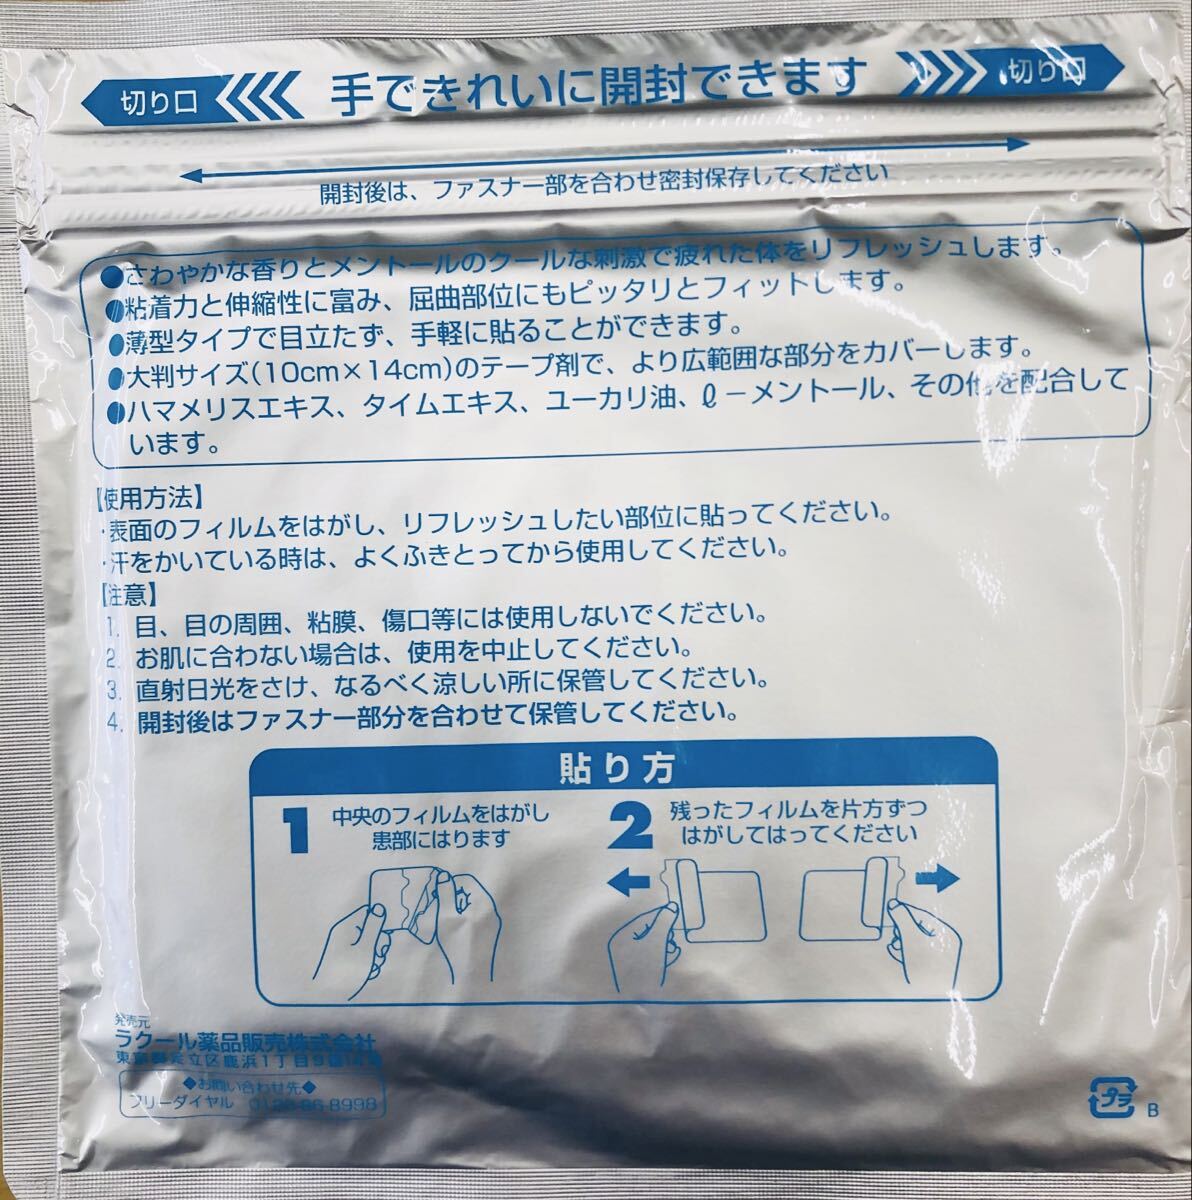 切り口 手できれいに開封できます 切り口
開封後は、ファスナー部を合わせ密封保存してください
●さわやかな香りとメントールのクールな刺激で疲れた体をリフレッシュします。
●粘着力と伸縮性に富み、屈曲部位にもピッタリとフィットします。
●薄型タイプで目立たず、手軽に貼ることができます。
●大判サイズ(10cm×14cm)のテープ剤で、より広範囲な部分をカバーします。
●ハマメリスエキス、タイムエキス、ユーカリ油、ℓ-メントール、その他を配合して
います。
【使用方法】
・表面のフィルムをはがし、リフレッシュしたい部位に貼ってください。
・汗をかいている時は、よくふきとってから使用してください。
【注意】
1. 目、目の周囲、粘膜、傷口等には使用しないでください。
2. お肌に合わない場合は、使用を中止してください。
3. 直射日光をさけ、なるべく涼しい所に保管してください。
4. 開封後はファスナー部分を合わせて保管してください。
貼り方
1 中央のフィルムをはがし
患部にはります
2 残ったフィルムを片方ずつ
はがしてはってください
発売元
ラクール薬品販売株式会社
東京都足立区鹿浜1丁目9番14号
◆お問い合わせ先◆
フリーダイヤル 0120-86-8998
プラ B